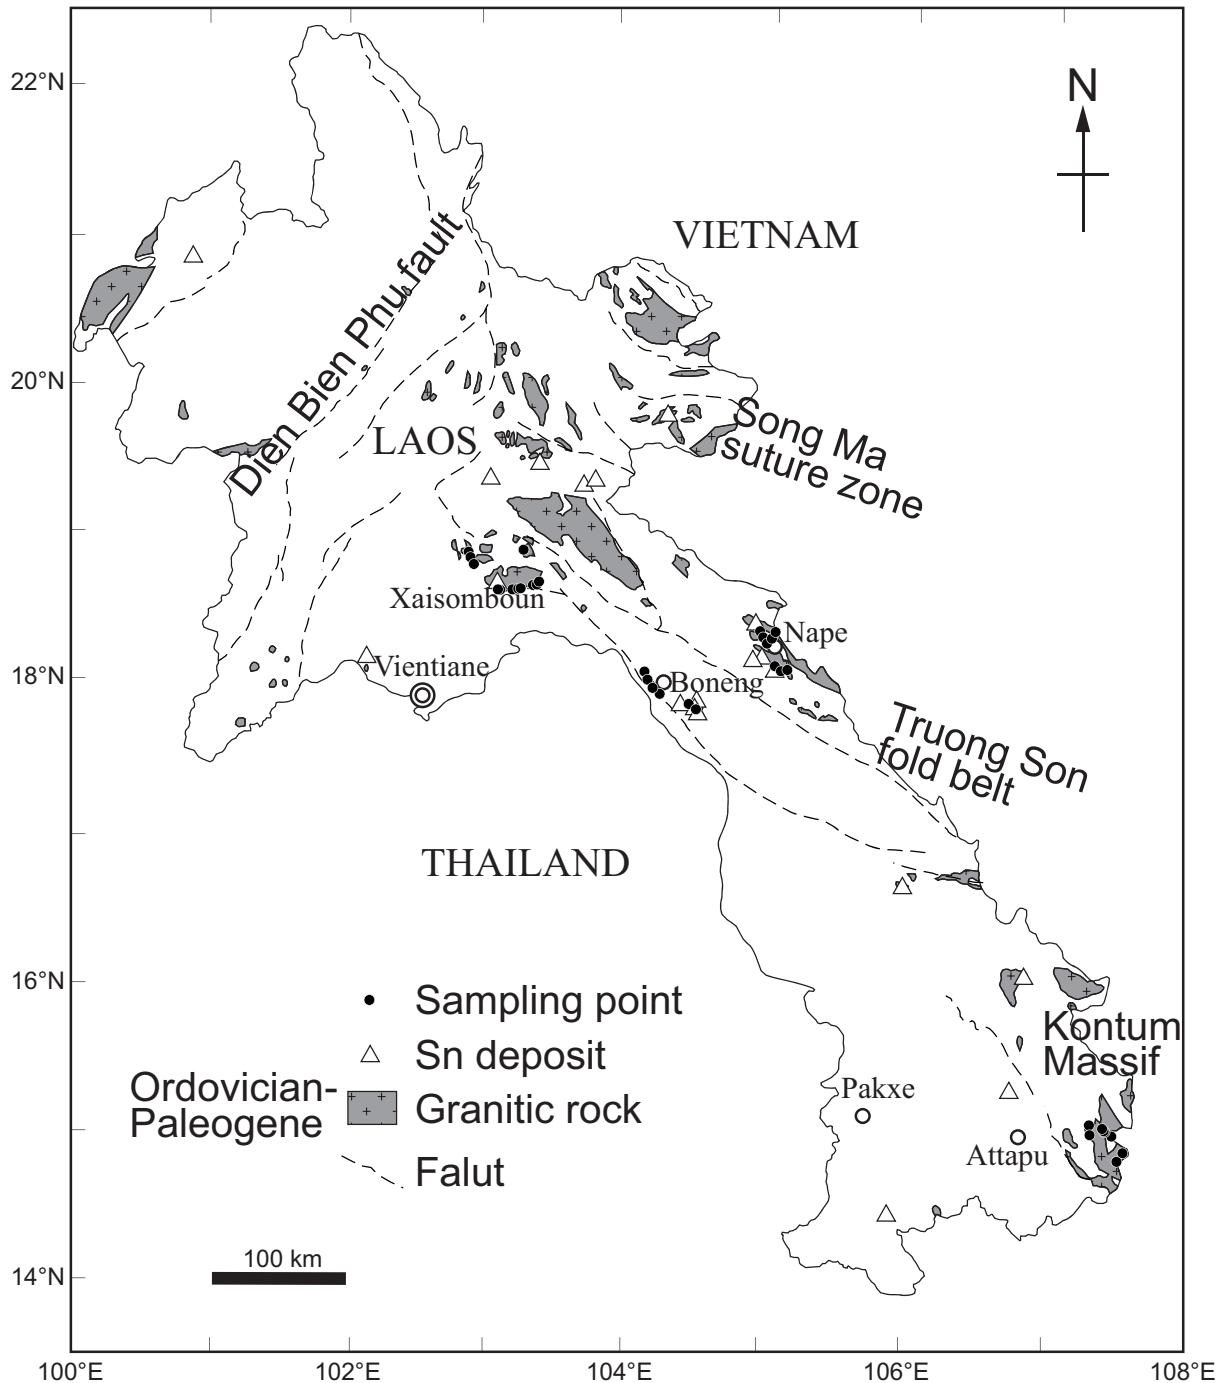 22°N
N
VIETNAM
Dien Bien Phu fault
20°N
LAOS
Song Ma
suture zone
Xaisomboun
Nape
18°N
Vientiane
Boneng
Truong Son
fold belt
THAILAND
16°N
Sampling point
Kontum
Massif
Sn deposit
Ordovician-
Paleogene
Granitic rock
Pakxe
Attapu
Falut
100 km
14°N
100°E
102°E
104°E
106°E
108°E